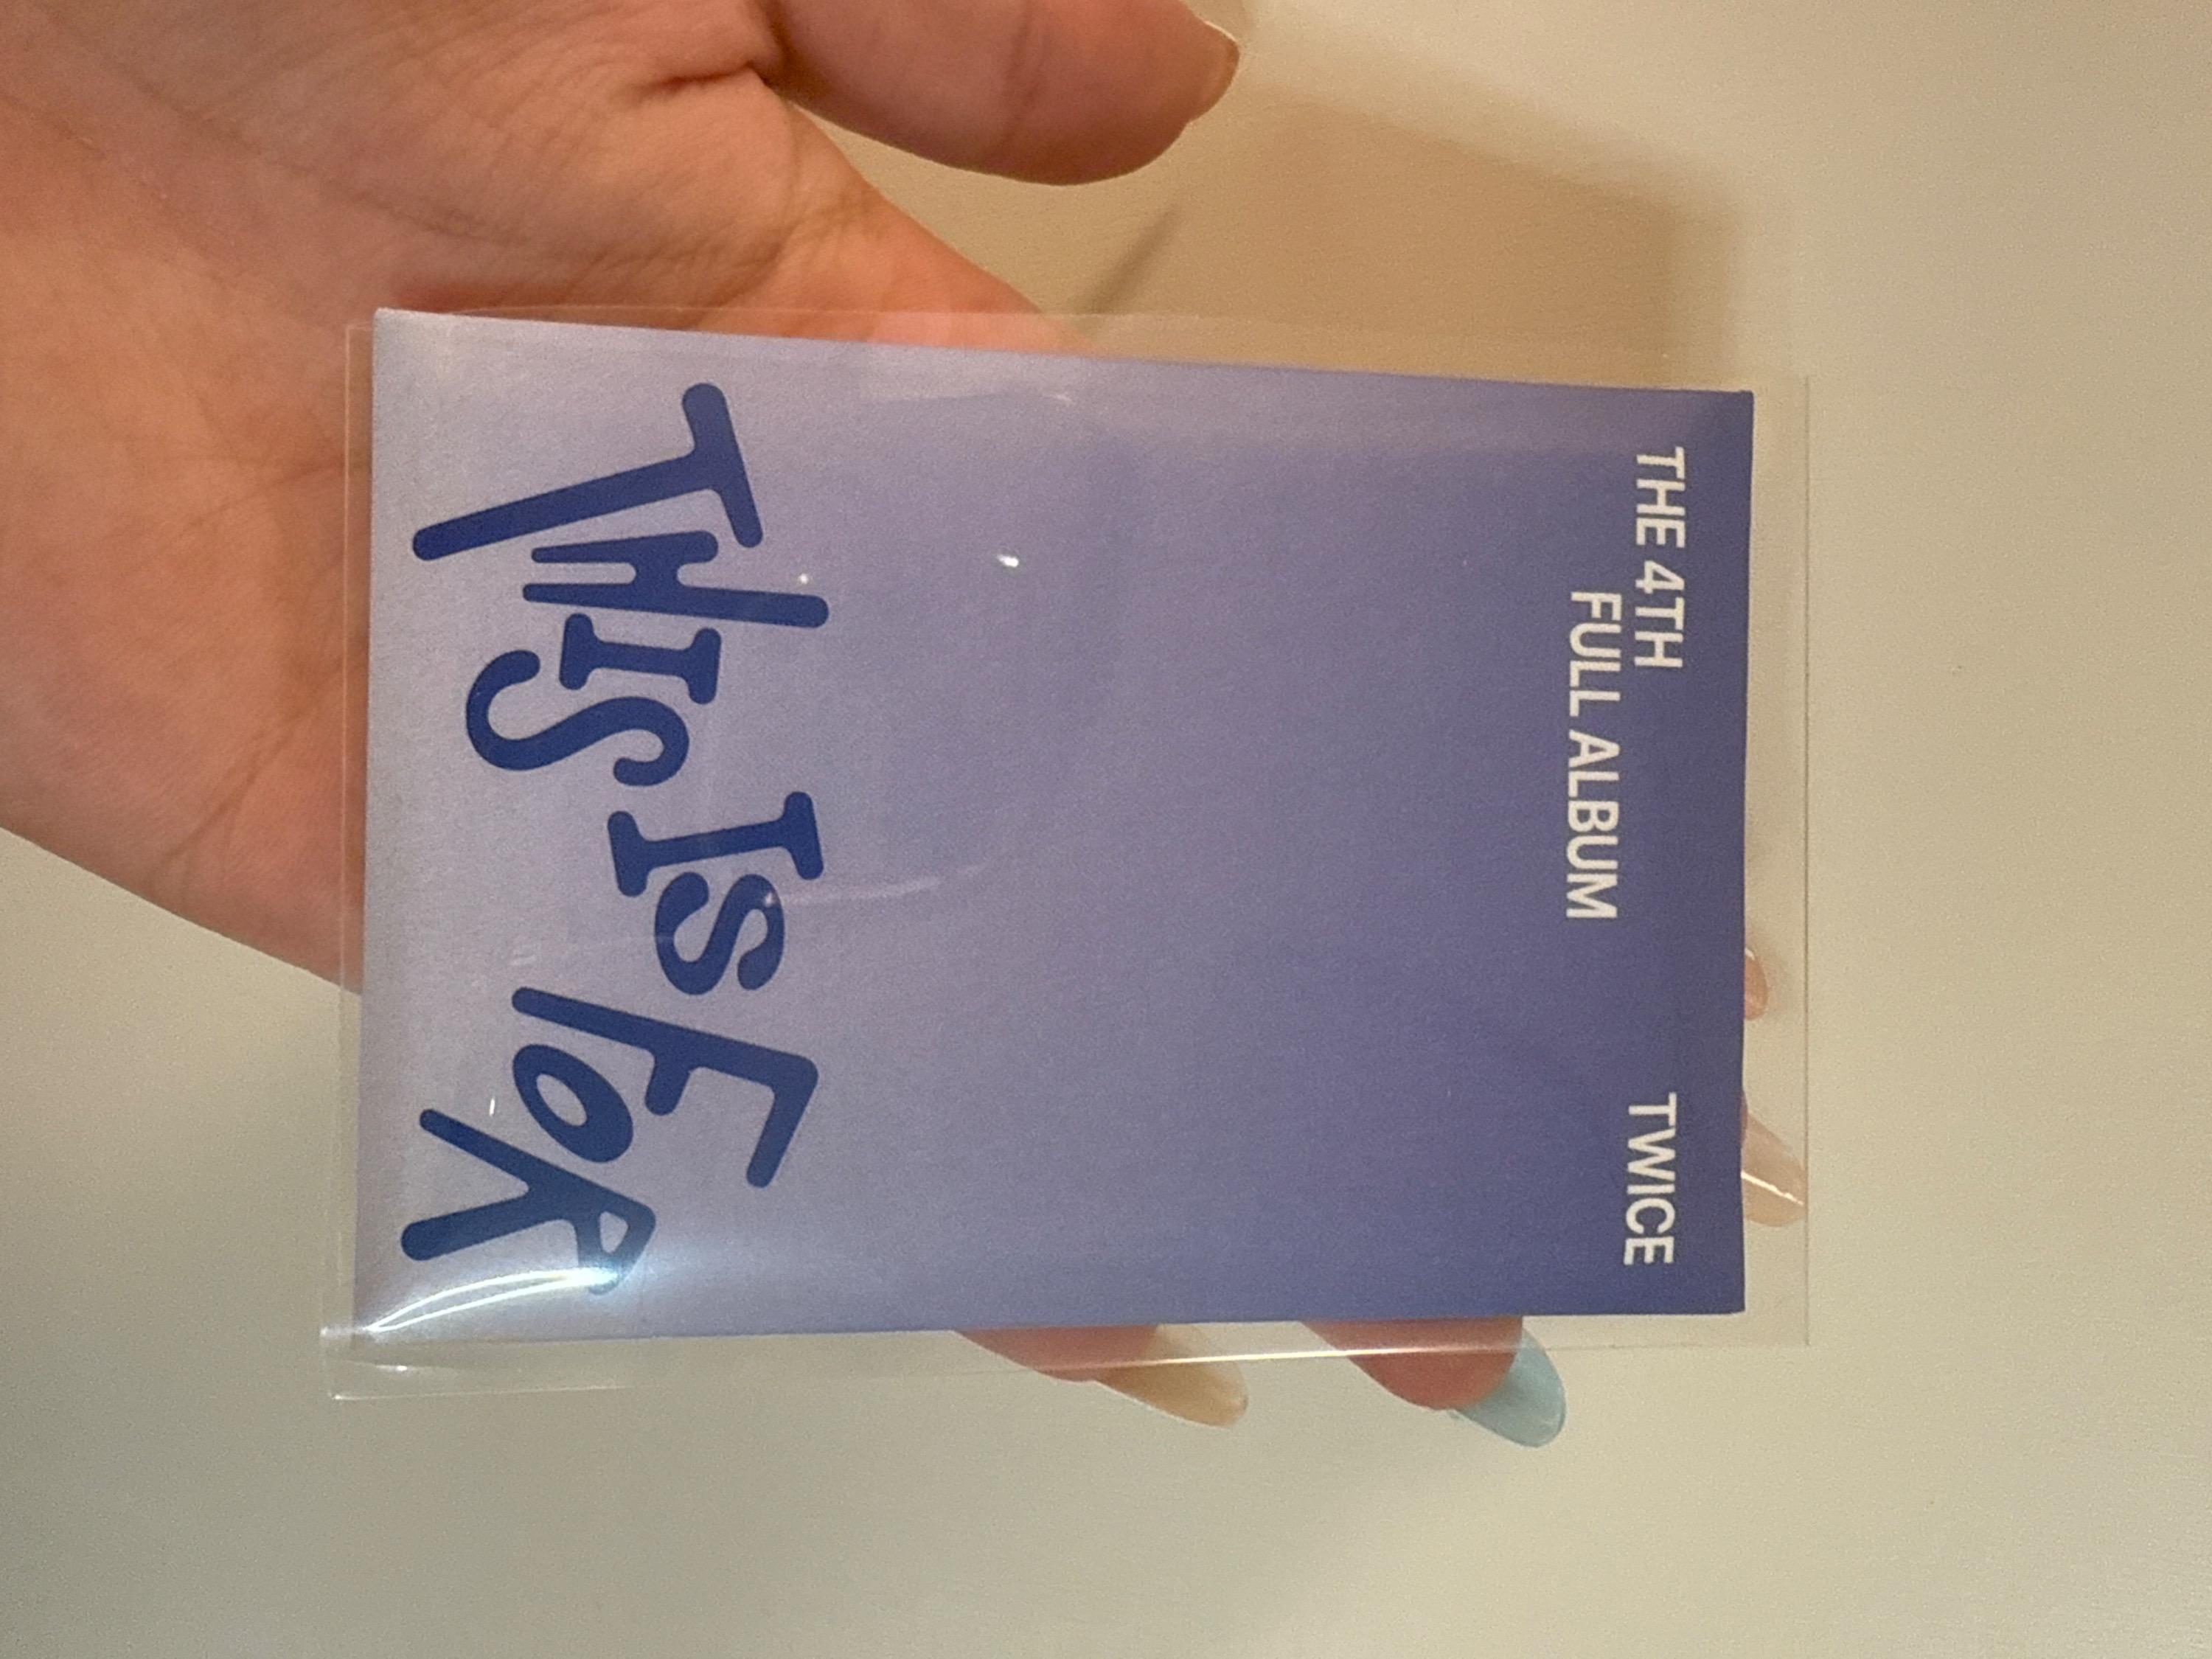 THE 4TH TWICE
FULL ALBUM
THIS IS FOR